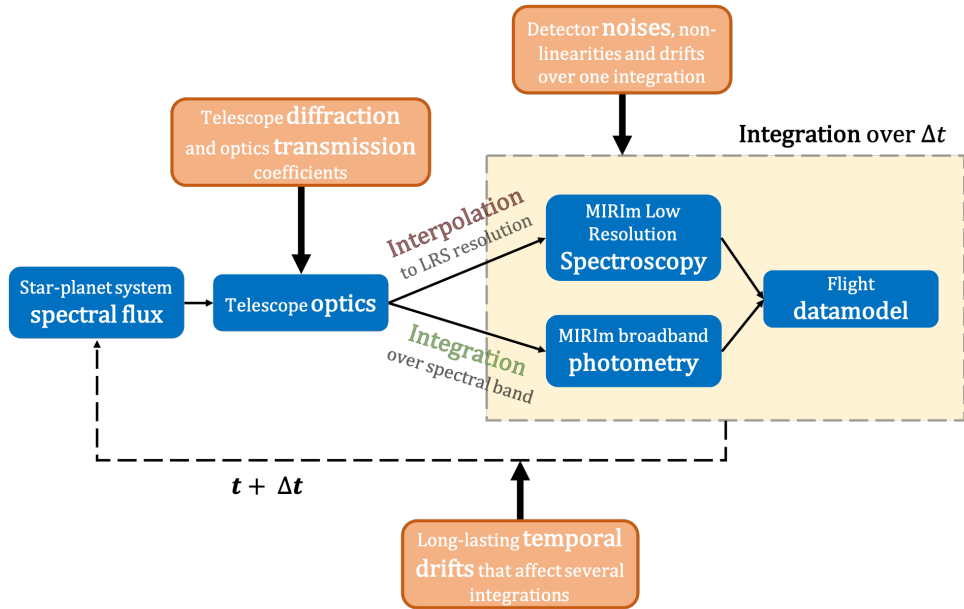 Detector noises, non-
linearities and drifts
over one integration
Telescope diffraction
and optics transmission
coefficients
Integration over Δt
Interpolation
to LRS resolution
MIRIm Low
Resolution
Spectroscopy
Star-planet system
spectral flux
Telescope optics
Flight
datamodel
Integration
over spectral band
MIRIm broadband
photometry
t + Δt
Long-lasting temporal
drifts that affect several
integrations